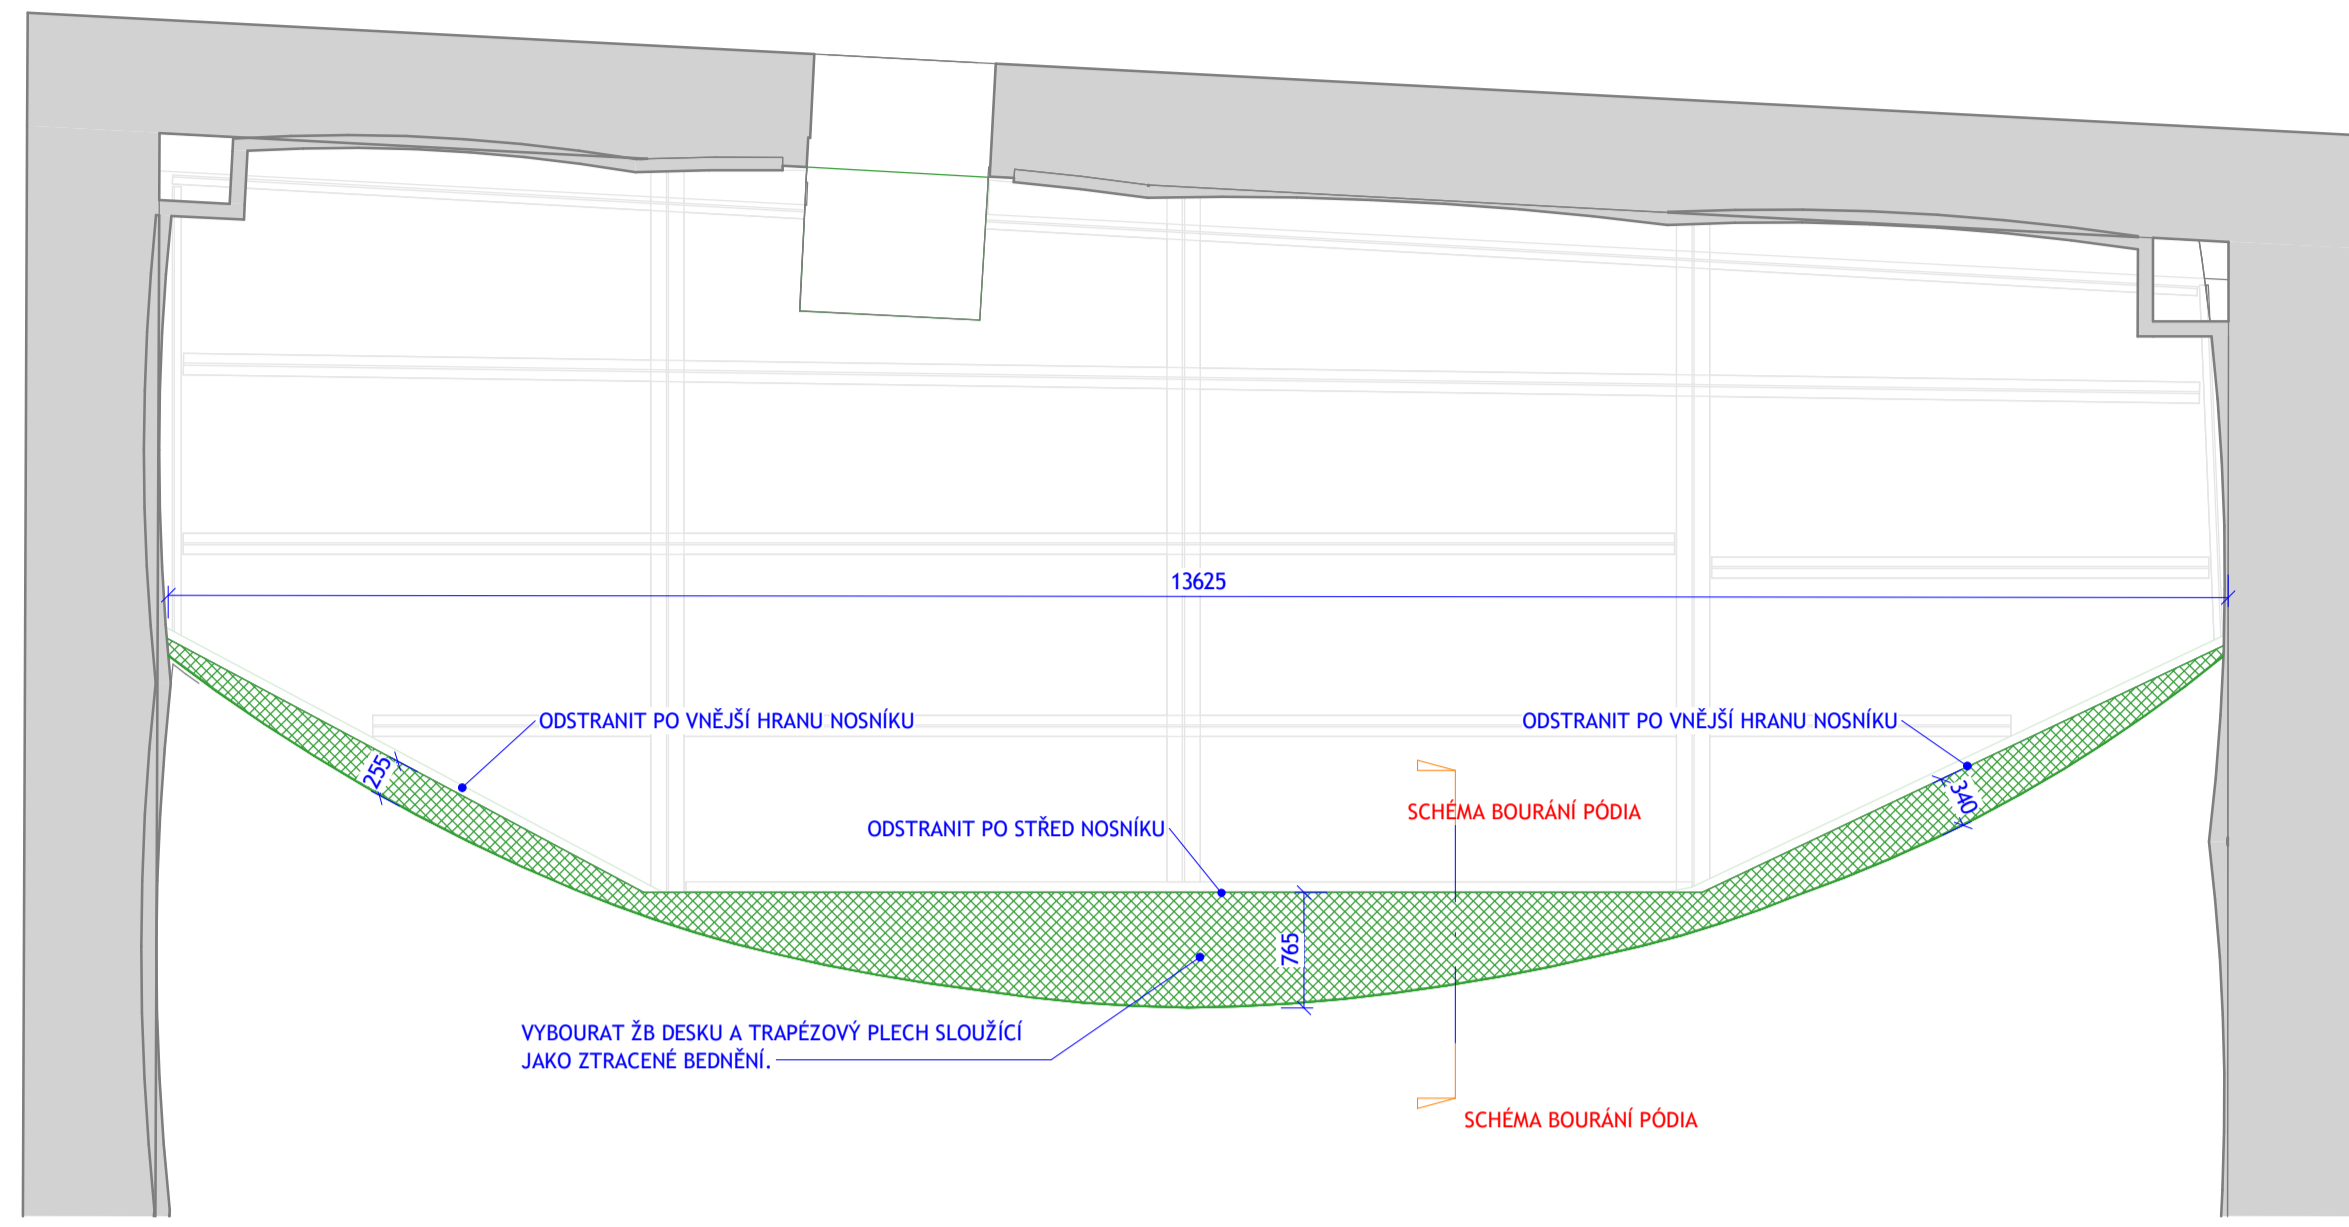 13625
ODSTRANIT PO VNĚJŠÍ HRANU NOSNÍKU
ODSTRANIT PO VNĚJŠÍ HRANU NOSNÍKU
255
340
SCHÉMA BOURÁNÍ PÓDIA
ODSTRANIT PO STŘED NOSNÍKU
765
VYBOURAT ŽB DESKU A TRAPÉZOVÝ PLECH SLOUŽÍCÍ
JAKO ZTRACENÉ BEDNĚNÍ.
SCHÉMA BOURÁNÍ PÓDIA